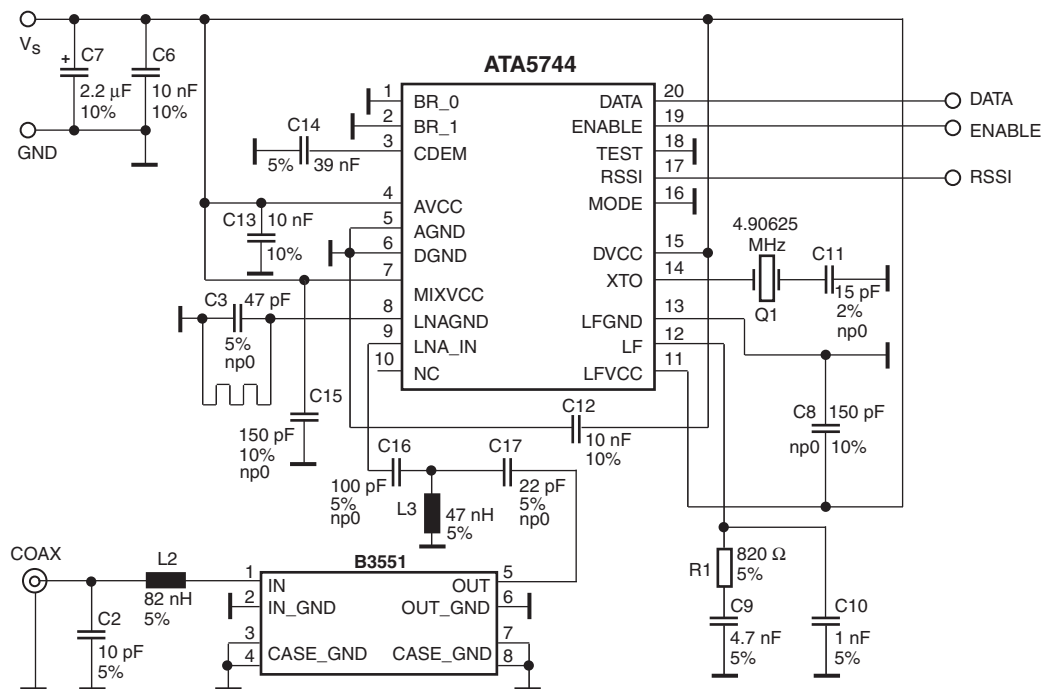 VS
C7
+
2.2 μF
10%
C6
10 nF
10%
GND
ATA5744
1 BR_0
2 BR_1
3 CDEM
4 AVCC
5 AGND
6 DGND
7 MIXVCC
8 LNAGND
9 LNA_IN
10 NC
DATA 20
ENABLE 19
TEST 18
RSSI 17
MODE 16
DVCC 15
XTO 14
LFGND 13
LF 12
LFVCC 11
DATA
ENABLE
RSSI
C14
5% 39 nF
C13 10 nF
10%
C3 47 pF
5%
np0
C15
150 pF
10%
np0
4.90625
MHz
Q1
C11
15 pF
2%
np0
C8 150 pF
np0 10%
C12
10 nF
10%
C16
100 pF
5%
np0
C17
22 pF
5%
np0
L3
47 nH
5%
COAX
L2
82 nH
5%
C2
10 pF
5%
B3551
1 IN
2 IN_GND
3
4 CASE_GND
OUT 5
OUT_GND 6
7
CASE_GND 8
R1
820 Ω
5%
C9
4.7 nF
5%
C10
1 nF
5%